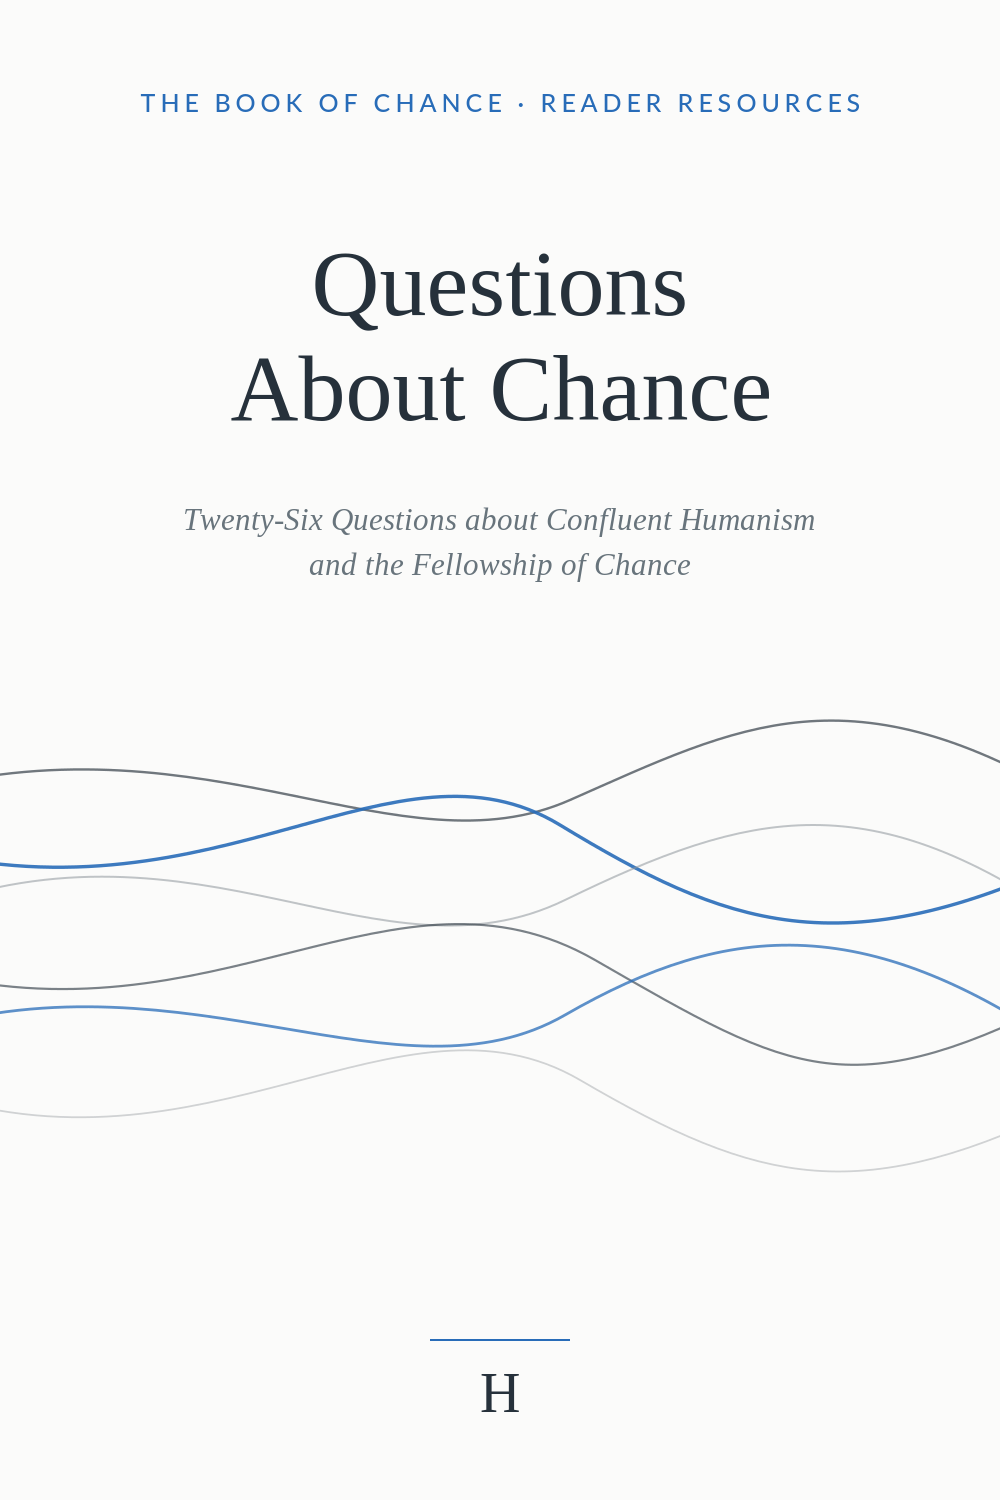 THE BOOK OF CHANCE · READER RESOURCES
Questions
About Chance
Twenty-Six Questions about Confluent Humanism
and the Fellowship of Chance
H